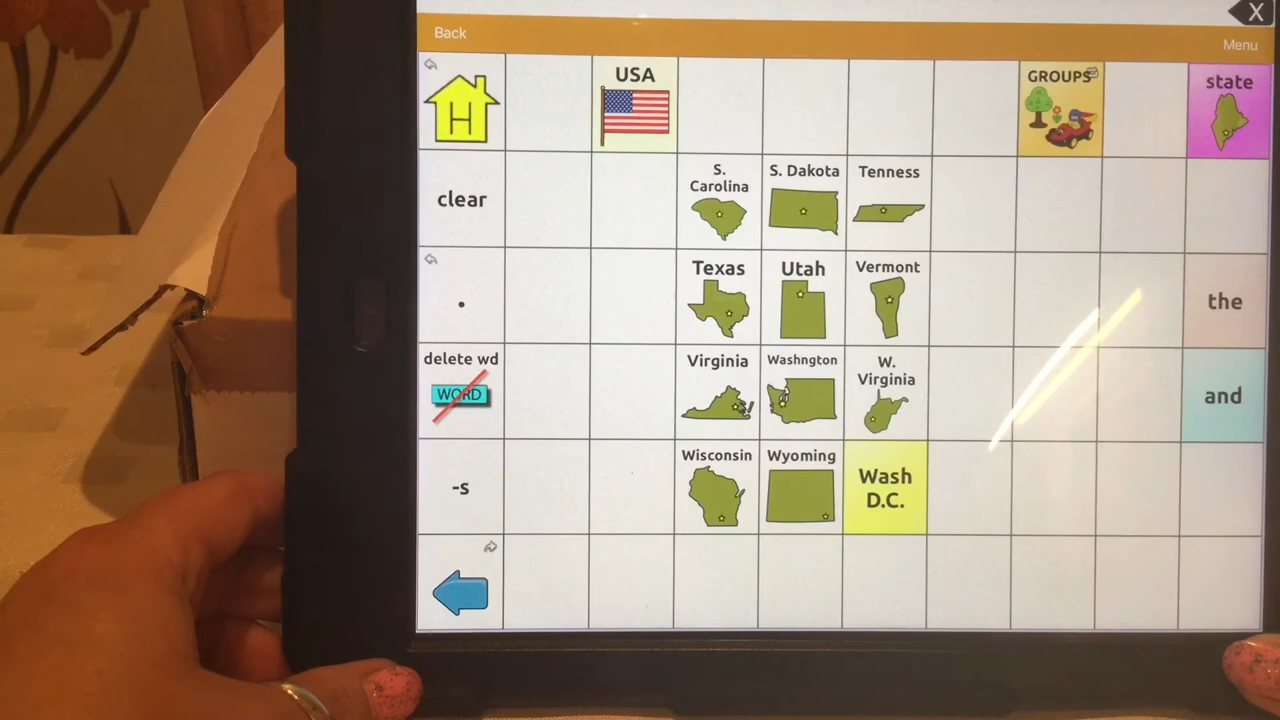 X
Back
Menu
H
USA
GROUPS
state
clear
S.
Carolina
S. Dakota
Tenness
.
Texas
Utah
Vermont
the
delete wd
WORD
Virginia
Washngton
W.
Virginia
and
-s
Wisconsin
Wyoming
Wash
D.C.